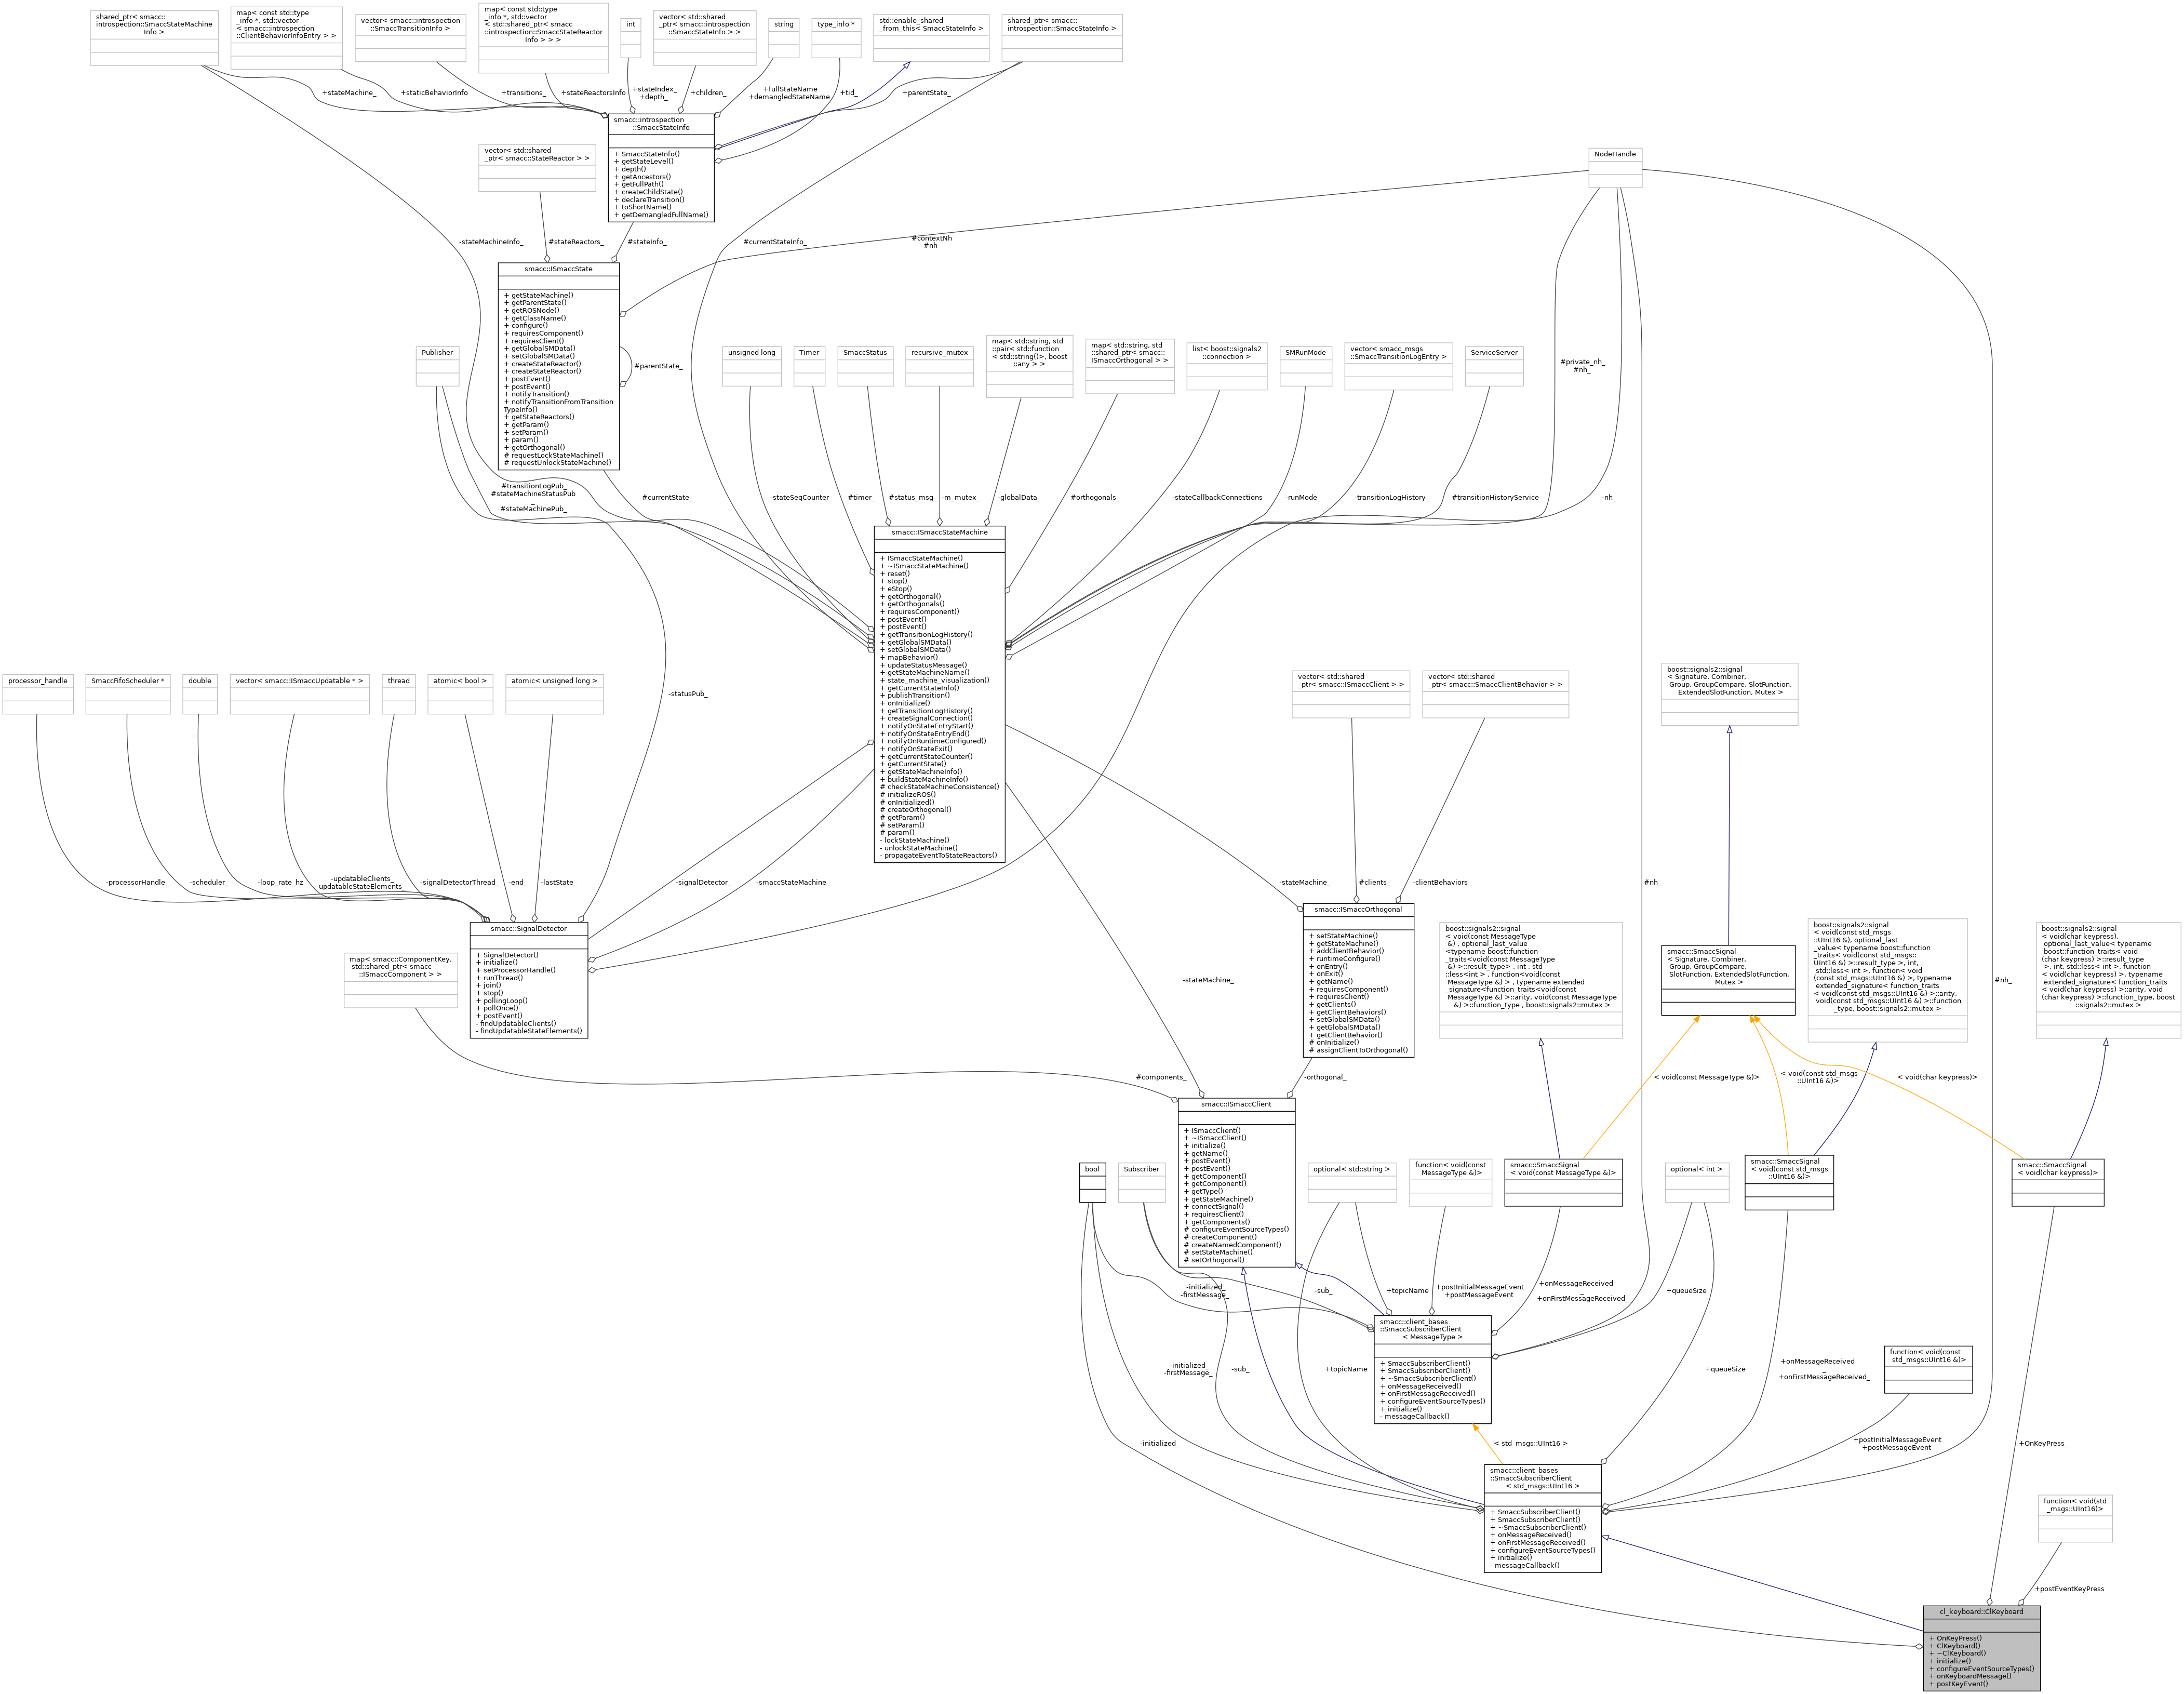 shared_ptr< smacc::
introspection::SmaccStateMachine
Info >
map< const std::type
_info *, std::vector
< smacc::introspection
::ClientBehaviorInfoEntry > >
vector< smacc::introspection
::SmaccTransitionInfo >
map< const std::type
_info *, std::vector
< std::shared_ptr< smacc
::introspection::SmaccStateReactor
Info > > >
int
vector< std::shared
_ptr< smacc::introspection
::SmaccStateInfo > >
string
type_info *
std::enable_shared
_from_this< SmaccStateInfo >
shared_ptr< smacc::
introspection::SmaccStateInfo >
+stateMachine_
+staticBehaviorInfo
+transitions_
+stateReactorsInfo
+stateIndex_
+depth_
+children_
+fullStateName
+demangledStateName
+tid_
+parentState_
smacc::introspection
::SmaccStateInfo
+ SmaccStateInfo()
+ getStateLevel()
+ depth()
+ getAncestors()
+ getFullPath()
+ createChildState()
+ declareTransition()
+ toShortName()
+ getDemangledFullName()
vector< std::shared
_ptr< smacc::StateReactor > >
NodeHandle
-stateMachineInfo_
#stateReactors_
#stateInfo_
#currentStateInfo_
#contextNh
#nh
smacc::ISmaccState
+ getStateMachine()
+ getParentState()
+ getROSNode()
+ getClassName()
+ configure()
+ requiresComponent()
+ requiresClient()
+ getGlobalSMData()
+ setGlobalSMData()
+ createStateReactor()
+ createStateReactor()
+ postEvent()
+ postEvent()
+ notifyTransition()
+ notifyTransitionFromTransition
TypeInfo()
+ getStateReactors()
+ getParam()
+ setParam()
+ param()
+ getOrthogonal()
# requestLockStateMachine()
# requestUnlockStateMachine()
#parentState_
Publisher
unsigned long
Timer
SmaccStatus
recursive_mutex
map< std::string, std
::pair< std::function
< std::string()>, boost
::any > >
map< std::string, std
::shared_ptr< smacc::
ISmaccOrthogonal > >
list< boost::signals2
::connection >
SMRunMode
vector< smacc_msgs
::SmaccTransitionLogEntry >
ServiceServer
#private_nh_
#nh_
#transitionLogPub_
#stateMachineStatusPub
_
#stateMachinePub_
#currentState_
-stateSeqCounter_
#timer_
#status_msg_
-m_mutex_
-globalData_
#orthogonals_
-stateCallbackConnections
-runMode_
-transitionLogHistory_
#transitionHistoryService_
-nh_
smacc::ISmaccStateMachine
+ ISmaccStateMachine()
+ ~ISmaccStateMachine()
+ reset()
+ stop()
+ eStop()
+ getOrthogonal()
+ getOrthogonals()
+ requiresComponent()
+ postEvent()
+ postEvent()
+ getTransitionLogHistory()
+ getGlobalSMData()
+ setGlobalSMData()
+ mapBehavior()
+ updateStatusMessage()
+ getStateMachineName()
+ state_machine_visualization()
+ getCurrentStateInfo()
+ publishTransition()
+ onInitialize()
+ getTransitionLogHistory()
+ createSignalConnection()
+ notifyOnStateEntryStart()
+ notifyOnStateEntryEnd()
+ notifyOnRuntimeConfigured()
+ notifyOnStateExit()
+ getCurrentStateCounter()
+ getCurrentState()
+ getStateMachineInfo()
+ buildStateMachineInfo()
# checkStateMachineConsistence()
# initializeROS()
# onInitialized()
# createOrthogonal()
# getParam()
# setParam()
# param()
- lockStateMachine()
- unlockStateMachine()
- propagateEventToStateReactors()
processor_handle
SmaccFifoScheduler *
double
vector< smacc::ISmaccUpdatable * >
thread
atomic< bool >
atomic< unsigned long >
-statusPub_
vector< std::shared
_ptr< smacc::ISmaccClient > >
vector< std::shared
_ptr< smacc::SmaccClientBehavior > >
boost::signals2::signal
< Signature, Combiner,
Group, GroupCompare, SlotFunction,
ExtendedSlotFunction, Mutex >
-processorHandle_
-scheduler_
-loop_rate_hz
-updatableClients_
-updatableStateElements_
-signalDetectorThread_
-end_
-lastState_
-signalDetector_
-smaccStateMachine_
-stateMachine_
#clients_
-clientBehaviors_
#nh_
smacc::SignalDetector
+ SignalDetector()
+ initialize()
+ setProcessorHandle()
+ runThread()
+ join()
+ stop()
+ pollingLoop()
+ pollOnce()
+ postEvent()
- findUpdatableClients()
- findUpdatableStateElements()
map< smacc::ComponentKey,
std::shared_ptr< smacc
::ISmaccComponent > >
smacc::ISmaccOrthogonal
+ setStateMachine()
+ getStateMachine()
+ addClientBehavior()
+ runtimeConfigure()
+ onEntry()
+ onExit()
+ getName()
+ requiresComponent()
+ requiresClient()
+ getClients()
+ getClientBehaviors()
+ setGlobalSMData()
+ getGlobalSMData()
+ getClientBehavior()
# onInitialize()
# assignClientToOrthogonal()
boost::signals2::signal
< void(const MessageType
&) , optional_last_value
<typename boost::function
_traits<void(const MessageType
&) >::result_type> , int , std
::less<int > , function<void(const
MessageType &) > , typename extended
_signature<function_traits<void(const
MessageType &) >::arity, void(const MessageType
&) >::function_type , boost::signals2::mutex >
smacc::SmaccSignal
< Signature, Combiner,
Group, GroupCompare,
SlotFunction, ExtendedSlotFunction,
Mutex >
boost::signals2::signal
< void(const std_msgs
::UInt16 &), optional_last
_value< typename boost::function
_traits< void(const std_msgs::
UInt16 &) >::result_type >, int,
std::less< int >, function< void
(const std_msgs::UInt16 &) >, typename
extended_signature< function_traits
< void(const std_msgs::UInt16 &) >::arity,
void(const std_msgs::UInt16 &) >::function
_type, boost::signals2::mutex >
boost::signals2::signal
< void(char keypress),
optional_last_value< typename
boost::function_traits< void
(char keypress) >::result_type
>, int, std::less< int >, function
< void(char keypress) >, typename
extended_signature< function_traits
< void(char keypress) >::arity, void
(char keypress) >::function_type, boost
::signals2::mutex >
-stateMachine_
#nh_
#components_
-orthogonal_
< void(const MessageType &)>
< void(const std_msgs
::UInt16 &)>
< void(char keypress)>
smacc::ISmaccClient
+ ISmaccClient()
+ ~ISmaccClient()
+ initialize()
+ getName()
+ postEvent()
+ postEvent()
+ getComponent()
+ getComponent()
+ getType()
+ getStateMachine()
+ connectSignal()
+ requiresClient()
+ getComponents()
# configureEventSourceTypes()
# createComponent()
# createNamedComponent()
# setStateMachine()
# setOrthogonal()
bool
Subscriber
optional< std::string >
function< void(const
MessageType &)>
smacc::SmaccSignal
< void(const MessageType &)>
optional< int >
smacc::SmaccSignal
< void(const std_msgs
::UInt16 &)>
smacc::SmaccSignal
< void(char keypress)>
-initialized_
-firstMessage_
-sub_
+topicName
+postInitialMessageEvent
+postMessageEvent
+onMessageReceived
_
+onFirstMessageReceived_
+queueSize
smacc::client_bases
::SmaccSubscriberClient
< MessageType >
+ SmaccSubscriberClient()
+ SmaccSubscriberClient()
+ ~SmaccSubscriberClient()
+ onMessageReceived()
+ onFirstMessageReceived()
+ configureEventSourceTypes()
+ initialize()
- messageCallback()
-initialized_
-firstMessage_
-sub_
+topicName
+queueSize
+onMessageReceived
_
+onFirstMessageReceived_
function< void(const
std_msgs::UInt16 &)>
-initialized_
< std_msgs::UInt16 >
+postInitialMessageEvent
+postMessageEvent
+OnKeyPress_
smacc::client_bases
::SmaccSubscriberClient
< std_msgs::UInt16 >
+ SmaccSubscriberClient()
+ SmaccSubscriberClient()
+ ~SmaccSubscriberClient()
+ onMessageReceived()
+ onFirstMessageReceived()
+ configureEventSourceTypes()
+ initialize()
- messageCallback()
function< void(std
_msgs::UInt16)>
+postEventKeyPress
cl_keyboard::ClKeyboard
+ OnKeyPress()
+ ClKeyboard()
+ ~ClKeyboard()
+ initialize()
+ configureEventSourceTypes()
+ onKeyboardMessage()
+ postKeyEvent()